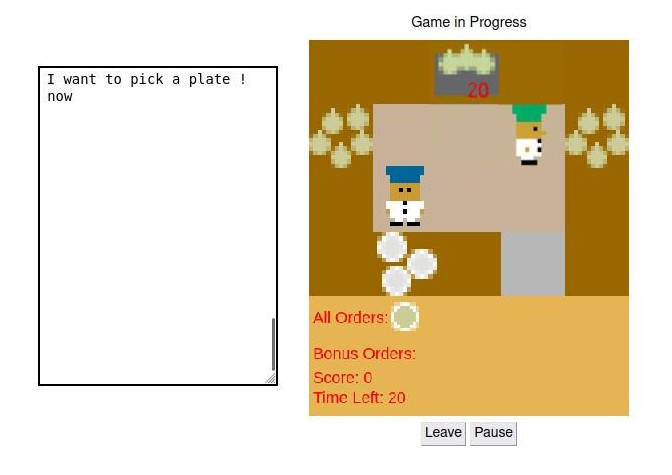 Game in Progress
I want to pick a plate !
now
20
All Orders:
Bonus Orders:
Score: 0
Time Left: 20
Leave Pause